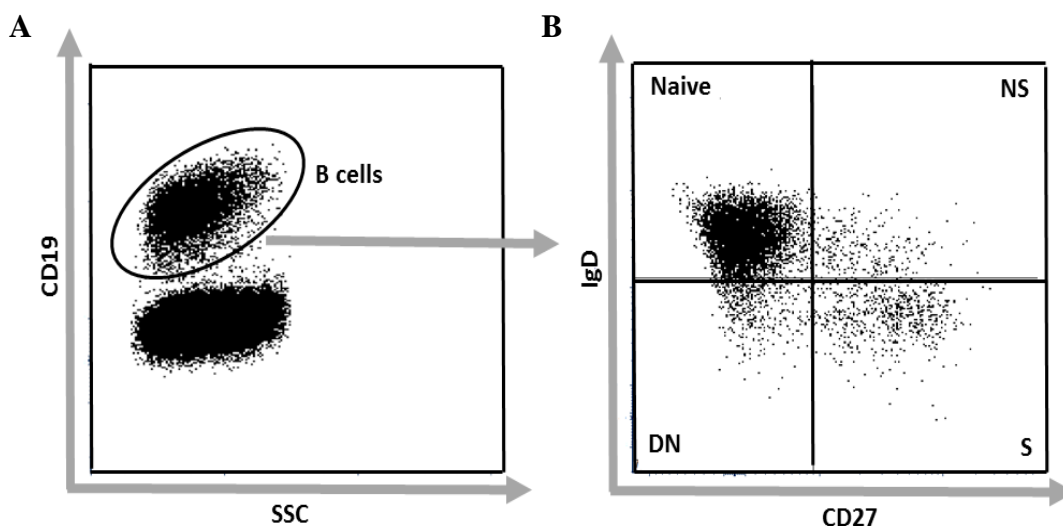 A
CD19
B cells
SSC
B
IgD
Naive
NS
DN
S
CD27